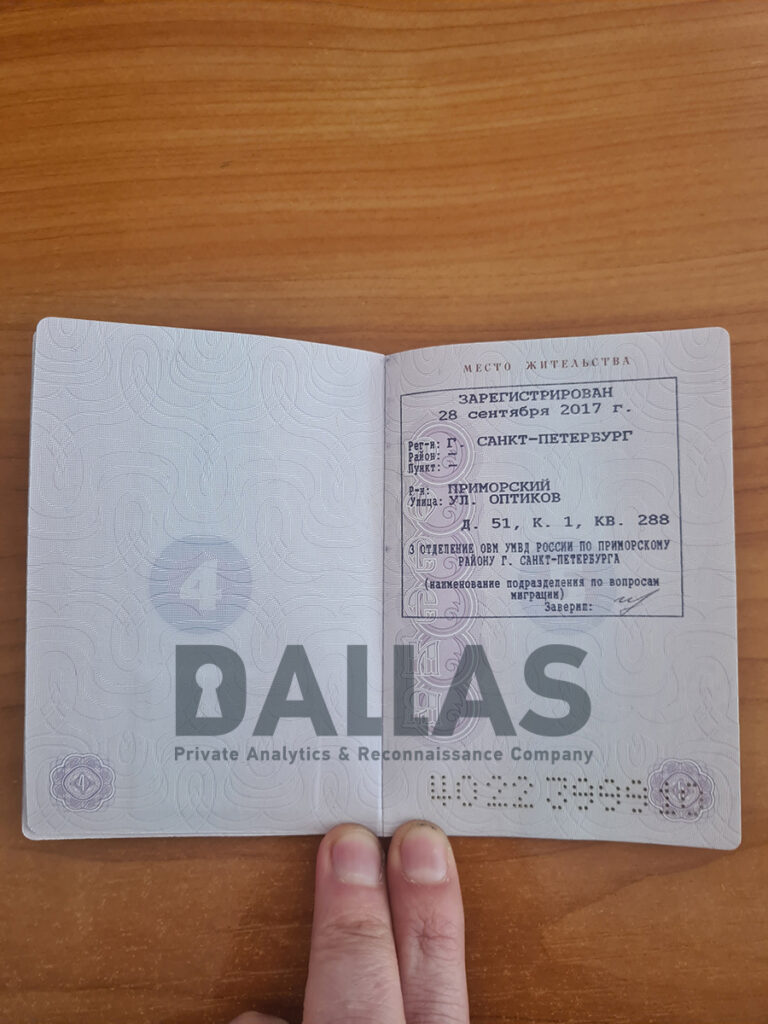 4
МЕСТО ЖИТЕЛЬСТВА
ЗАРЕГИСТРИРОВАН
28 сентября 2017 г.
Рег-н: Г. САНКТ-ПЕТЕРБУРГ
Район: –
Пункт: –
Р-н: ПРИМОРСКИЙ
Улица: УЛ. ОПТИКОВ
Д. 51, К. 1, КВ. 288
3 ОТДЕЛЕНИЕ ОВМ УМВД РОССИИ ПО ПРИМОРСКОМУ
РАЙОНУ Г. САНКТ-ПЕТЕРБУРГА
(наименование подразделения по вопросам
миграции)
Заверил:
DALLAS
Private Analytics & Reconnaissance Company
4022